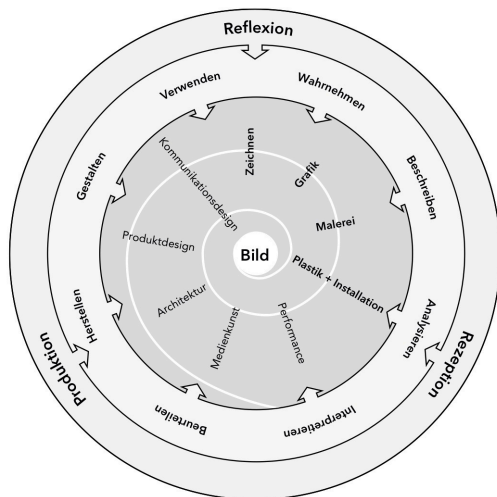 Reflexion
Rezeption
Produktion
Verwenden
Wahrnehmen
Beschreiben
Analysieren
Interpretieren
Beurteilen
Herstellen
Gestalten
Kommunikationsdesign
Zeichnen
Grafik
Malerei
Plastik + Installation
Performance
Medienkunst
Architektur
Produktdesign
Bild